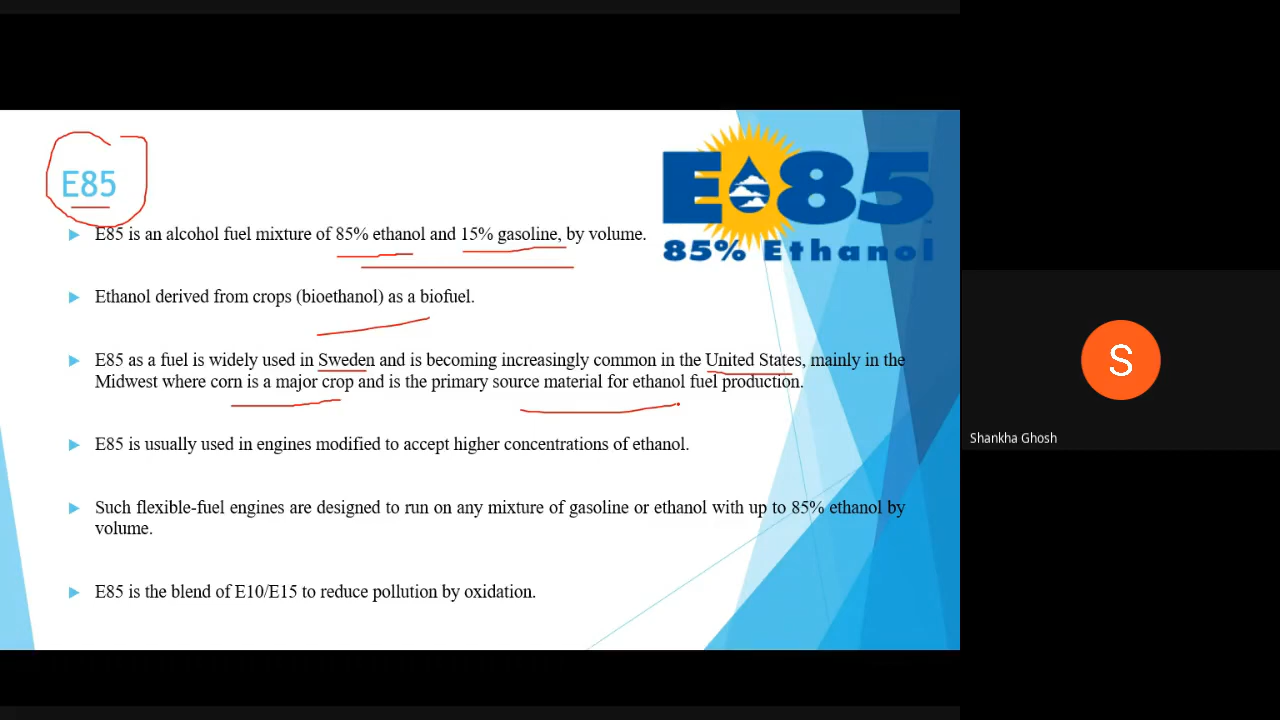 E85
E85
85% Ethanol
E85 is an alcohol fuel mixture of 85% ethanol and 15% gasoline, by volume.
Ethanol derived from crops (bioethanol) as a biofuel.
E85 as a fuel is widely used in Sweden and is becoming increasingly common in the United States, mainly in the
Midwest where corn is a major crop and is the primary source material for ethanol fuel production.
E85 is usually used in engines modified to accept higher concentrations of ethanol.
Such flexible-fuel engines are designed to run on any mixture of gasoline or ethanol with up to 85% ethanol by
volume.
E85 is the blend of E10/E15 to reduce pollution by oxidation.
S
Shankha Ghosh